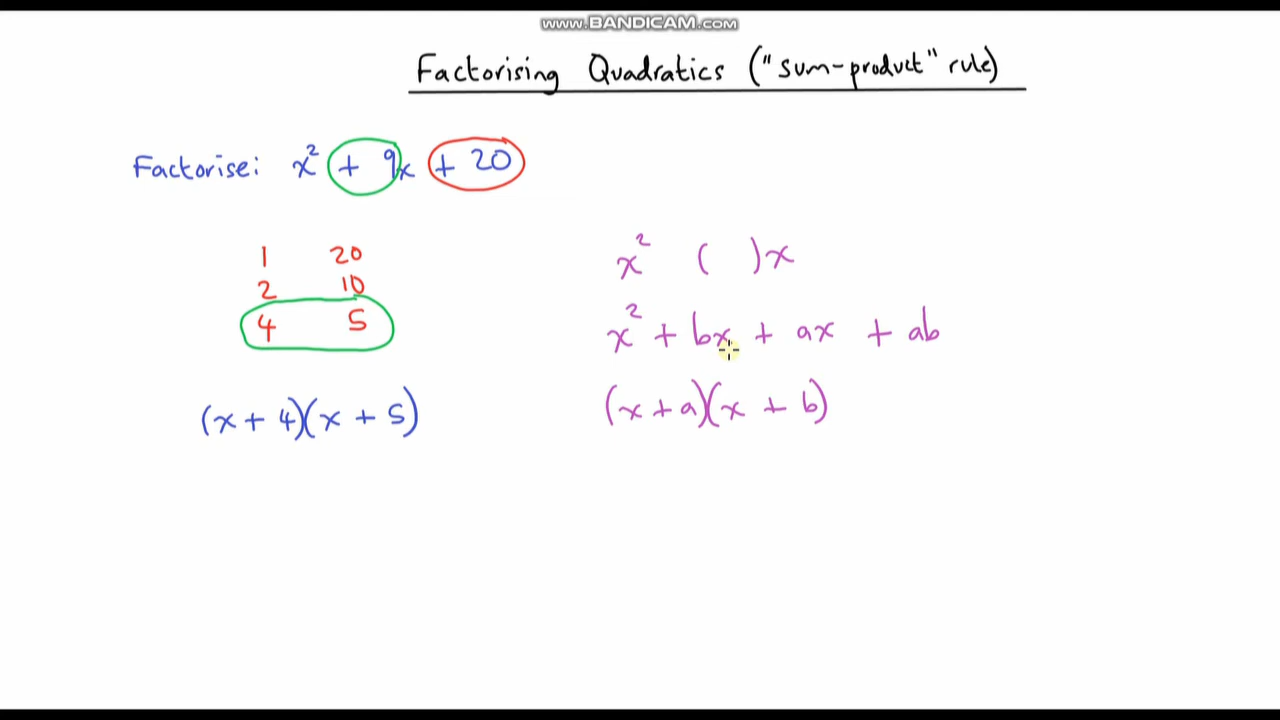 www.BANDICAM.com
Factorising Quadratics ("sum-product" rule)
Factorise: x² + 9x + 20
1 20
2 10
4 5
(x + 4)(x + 5)
x² ( )x
x² + bx + ax + ab
(x + a)(x + b)